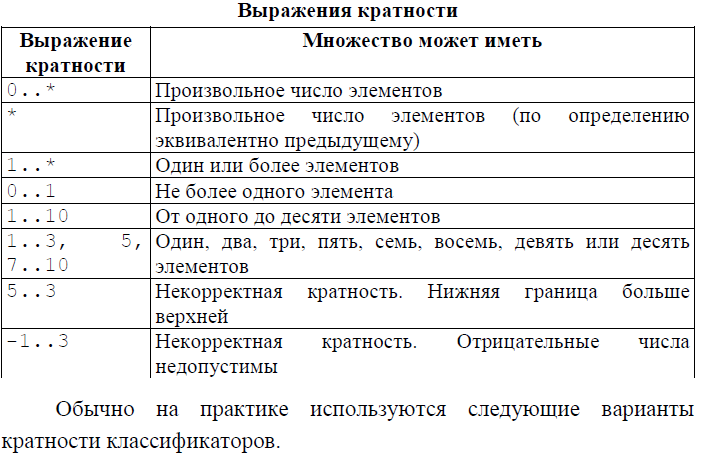 Выражения кратности
Выражение Множество может иметь
кратности
0..* Произвольное число элементов
* Произвольное число элементов (по определению
эквивалентно предыдущему)
1..* Один или более элементов
0..1 Не более одного элемента
1..10 От одного до десяти элементов
1..3, 5, Один, два, три, пять, семь, восемь, девять или десять
7..10 элементов
5..3 Некорректная кратность. Нижняя граница больше
верхней
-1..3 Некорректная кратность. Отрицательные числа
недопустимы
Обычно на практике используются следующие варианты
кратности классификаторов.